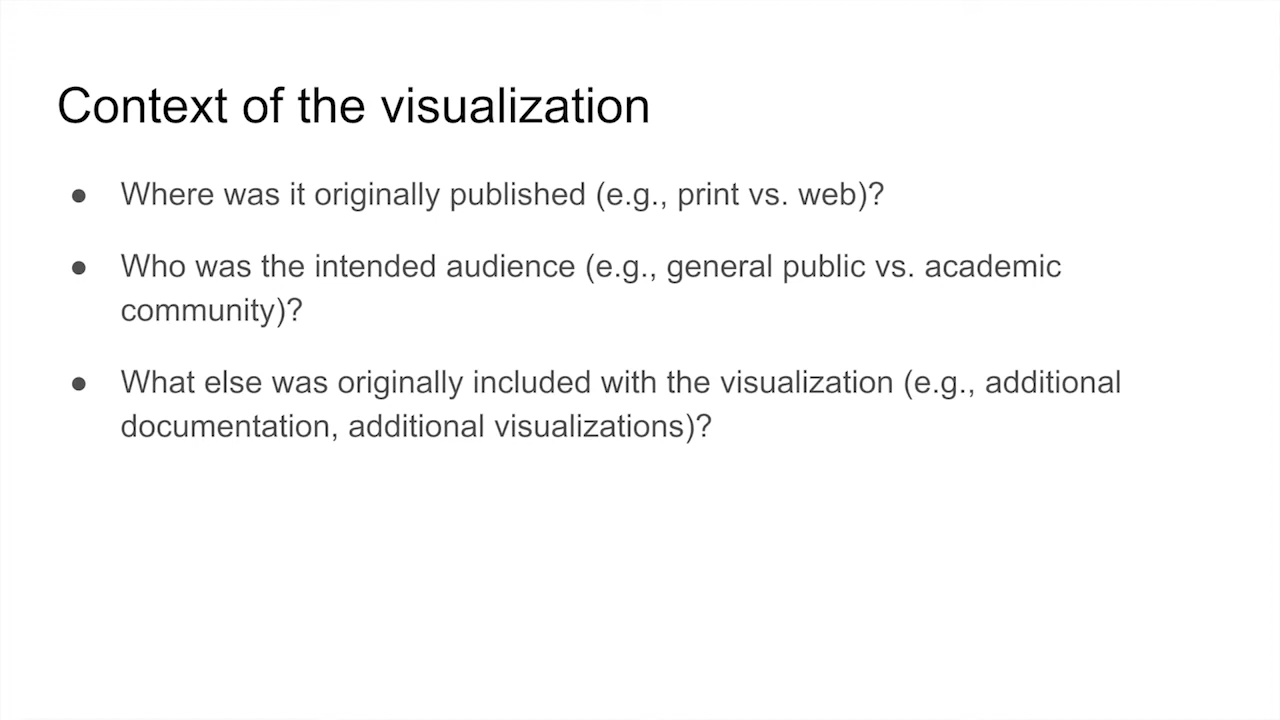 Context of the visualization
● Where was it originally published (e.g., print vs. web)?
● Who was the intended audience (e.g., general public vs. academic
community)?
● What else was originally included with the visualization (e.g., additional
documentation, additional visualizations)?